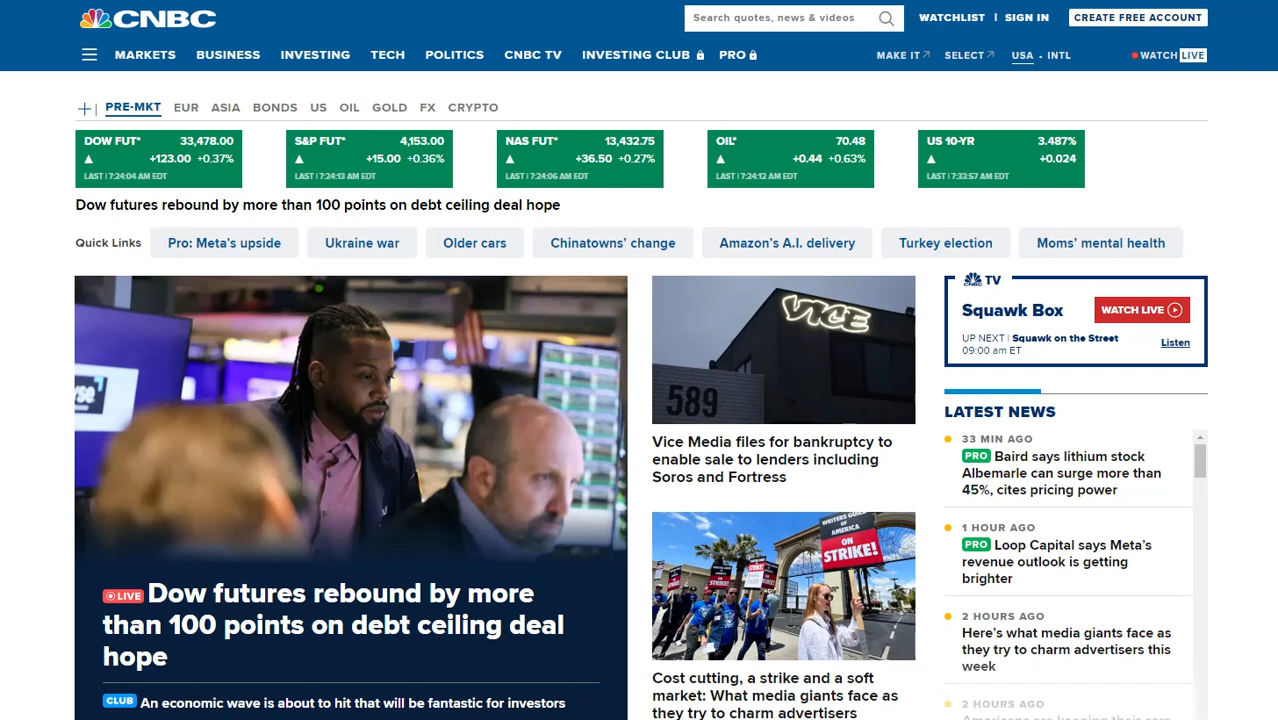 CNBC
Search quotes, news & videos
WATCHLIST | SIGN IN
CREATE FREE ACCOUNT
MARKETS BUSINESS INVESTING TECH POLITICS CNBC TV INVESTING CLUB PRO
MAKE IT SELECT USA • INTL
WATCH LIVE
PRE-MKT EUR ASIA BONDS US OIL GOLD FX CRYPTO
DOW FUT* 33,478.00
+123.00 +0.37%
LAST | 7:24:04 AM EDT
S&P FUT* 4,153.00
+15.00 +0.36%
LAST | 7:24:13 AM EDT
NAS FUT* 13,432.75
+36.50 +0.27%
LAST | 7:24:06 AM EDT
OIL* 70.48
+0.44 +0.63%
LAST | 7:24:12 AM EDT
US 10-YR 3.487%
+0.024
LAST | 7:33:57 AM EDT
Dow futures rebound by more than 100 points on debt ceiling deal hope
Quick Links
Pro: Meta's upside
Ukraine war
Older cars
Chinatowns' change
Amazon's A.I. delivery
Turkey election
Moms' mental health
LIVE Dow futures rebound by more
than 100 points on debt ceiling deal
hope
CLUB An economic wave is about to hit that will be fantastic for investors
VICE
589
Vice Media files for bankruptcy to
enable sale to lenders including
Soros and Fortress
WRITERS GUILD
OF
AMERICA
ON
STRIKE!
Cost cutting, a strike and a soft
market: What media giants face as
they try to charm advertisers
CNBC TV
Squawk Box
WATCH LIVE
UP NEXT | Squawk on the Street
09:00 am ET
Listen
LATEST NEWS
33 MIN AGO
PRO Baird says lithium stock
Albemarle can surge more than
45%, cites pricing power
1 HOUR AGO
PRO Loop Capital says Meta's
revenue outlook is getting
brighter
2 HOURS AGO
Here's what media giants face as
they try to charm advertisers this
week
2 HOURS AGO